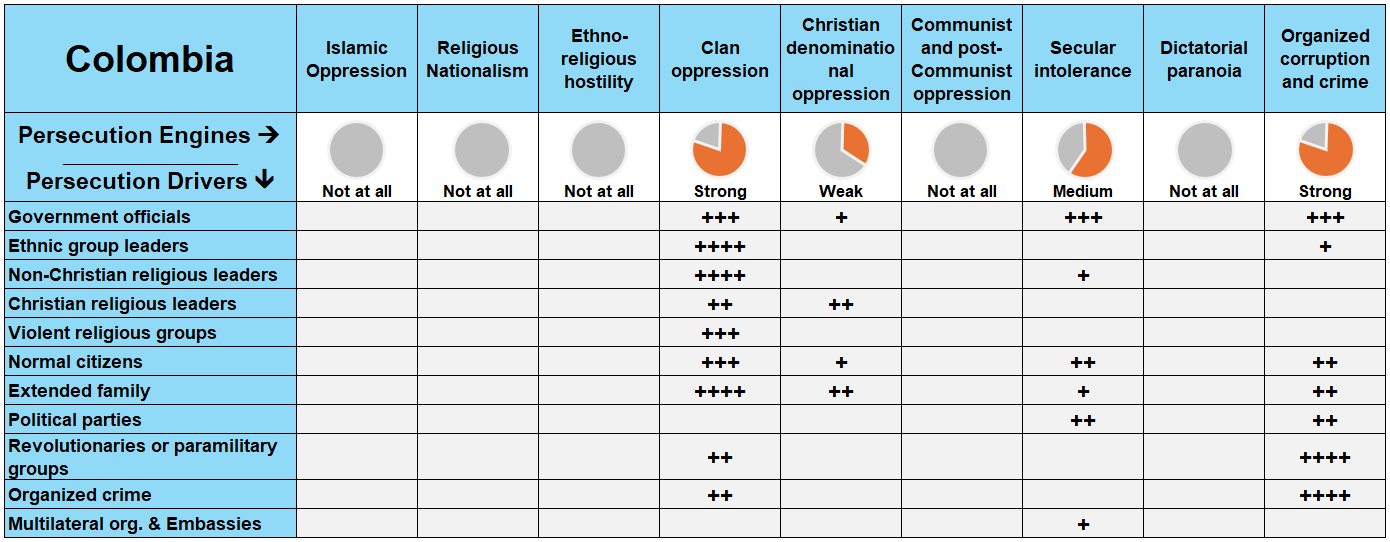 Colombia
Islamic
Oppression
Religious
Nationalism
Ethno-
religious
hostility
Clan
oppression
Christian
denominatio
nal
oppression
Communist
and post-
Communist
oppression
Secular
intolerance
Dictatorial
paranoia
Organized
corruption
and crime
Persecution Engines →
Persecution Drivers ↓
Not at all
Not at all
Not at all
Strong
Weak
Not at all
Medium
Not at all
Strong
Government officials +++ + +++ +++
Ethnic group leaders ++++ +
Non-Christian religious leaders ++++ +
Christian religious leaders ++ ++
Violent religious groups +++
Normal citizens +++ + ++ ++
Extended family ++++ ++ + ++
Political parties ++ ++
Revolutionaries or paramilitary
groups ++ ++++
Organized crime ++ ++++
Multilateral org. & Embassies +